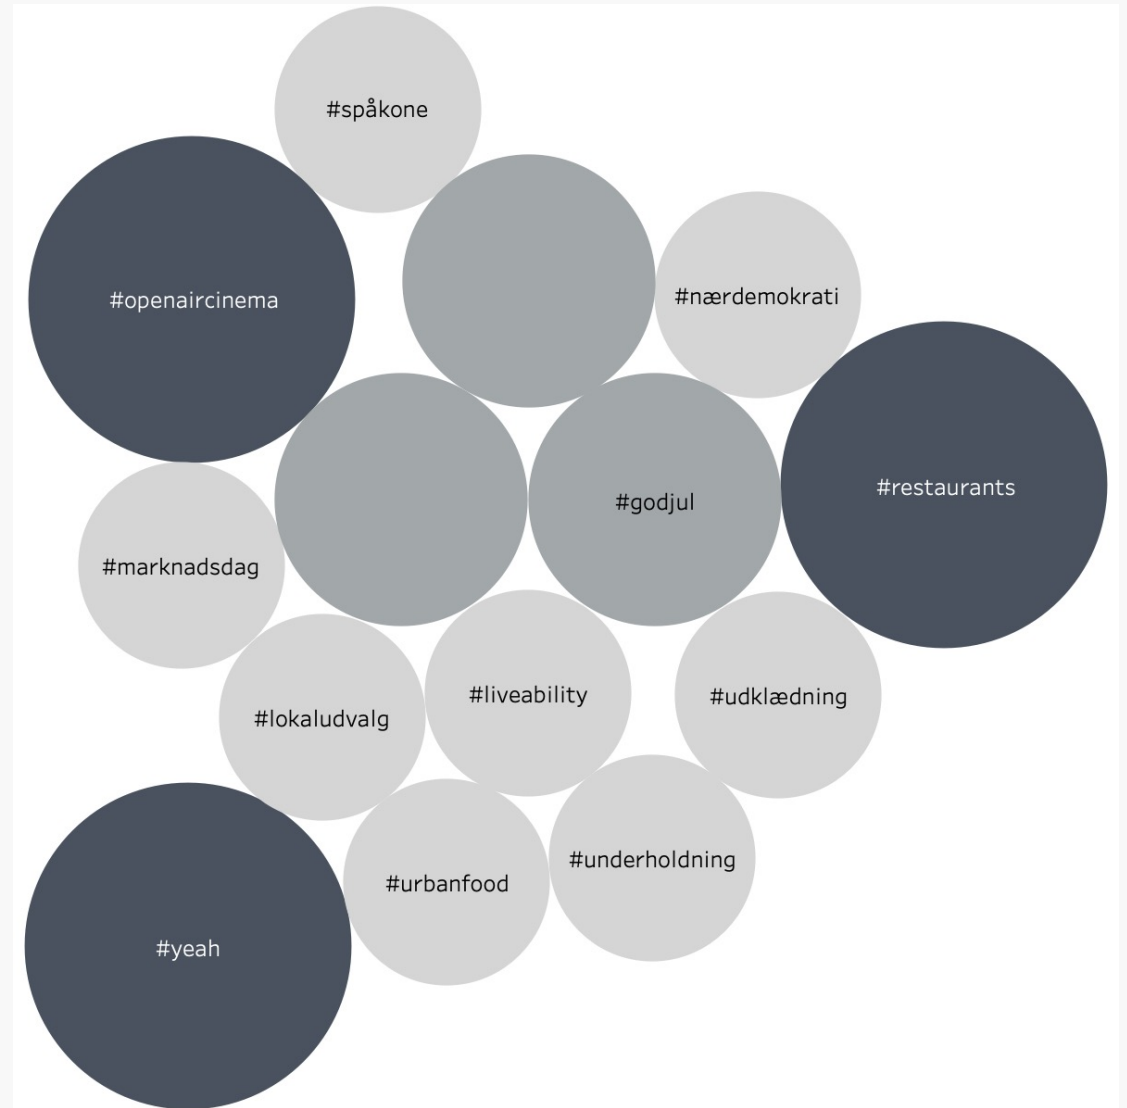 #spåkone
#openaircinema
#nærdemokrati
#restaurants
#godjul
#marknadsdag
#lokaludvalg
#liveability
#udklædning
#underholdning
#urbanfood
#yeah